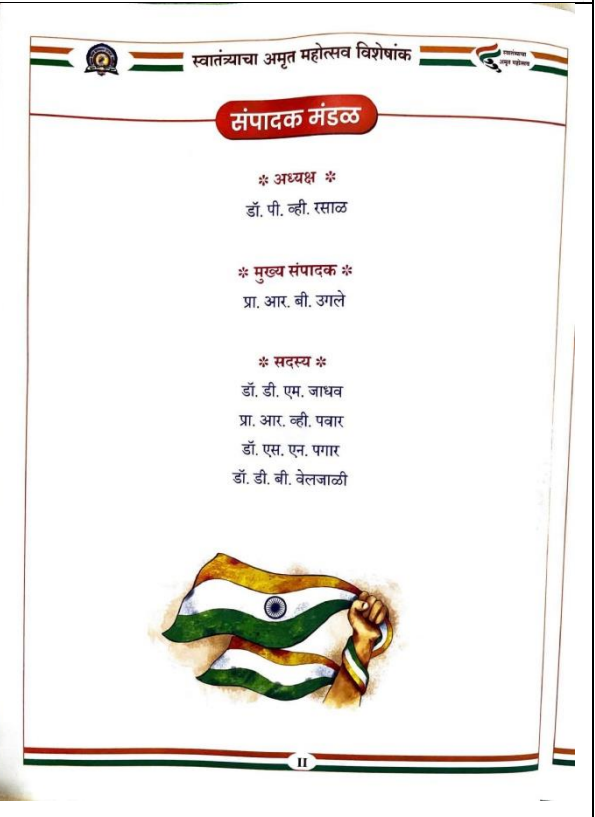 स्वातंत्र्याचा अमृत महोत्सव विशेषांक
संपादक मंडळ
❉ अध्यक्ष ❉
डॉ. पी. व्ही. रसाळ
❉ मुख्य संपादक ❉
प्रा. आर. बी. उगले
❉ सदस्य ❉
डॉ. डी. एम. जाधव
प्रा. आर. व्ही. पवार
डॉ. एस. एन. पगार
डॉ. डी. बी. वेलजाळी
II